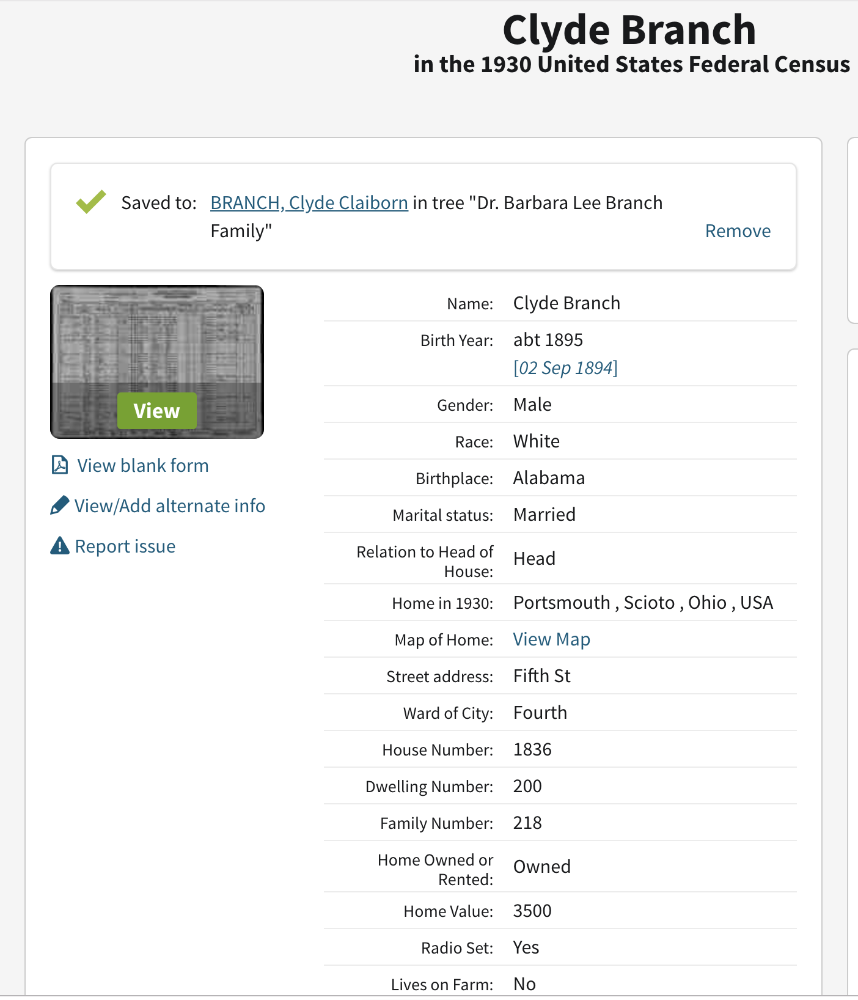 Clyde Branch
in the 1930 United States Federal Census
Saved to: BRANCH, Clyde Claiborn in tree "Dr. Barbara Lee Branch
Family"
Remove
View
View blank form
View/Add alternate info
Report issue
Name: Clyde Branch
Birth Year: abt 1895
[02 Sep 1894]
Gender: Male
Race: White
Birthplace: Alabama
Marital status: Married
Relation to Head of
House: Head
Home in 1930: Portsmouth , Scioto , Ohio , USA
Map of Home: View Map
Street address: Fifth St
Ward of City: Fourth
House Number: 1836
Dwelling Number: 200
Family Number: 218
Home Owned or
Rented: Owned
Home Value: 3500
Radio Set: Yes
Lives on Farm: No